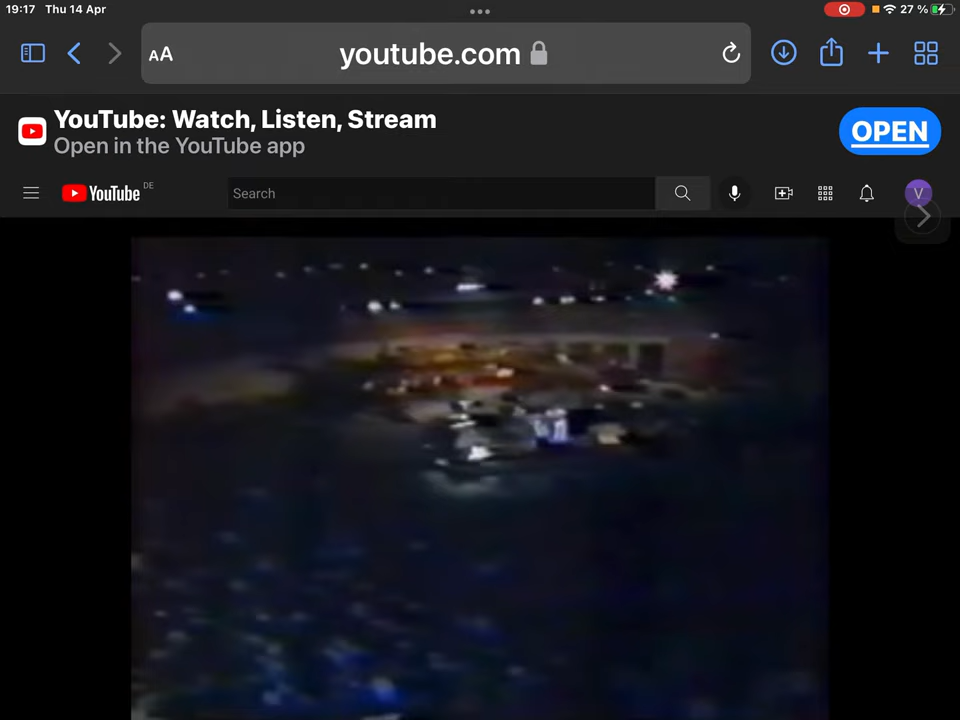 19:17 Thu 14 Apr
27 %
AA youtube.com
YouTube: Watch, Listen, Stream
Open in the YouTube app
OPEN
YouTube DE
Search
V